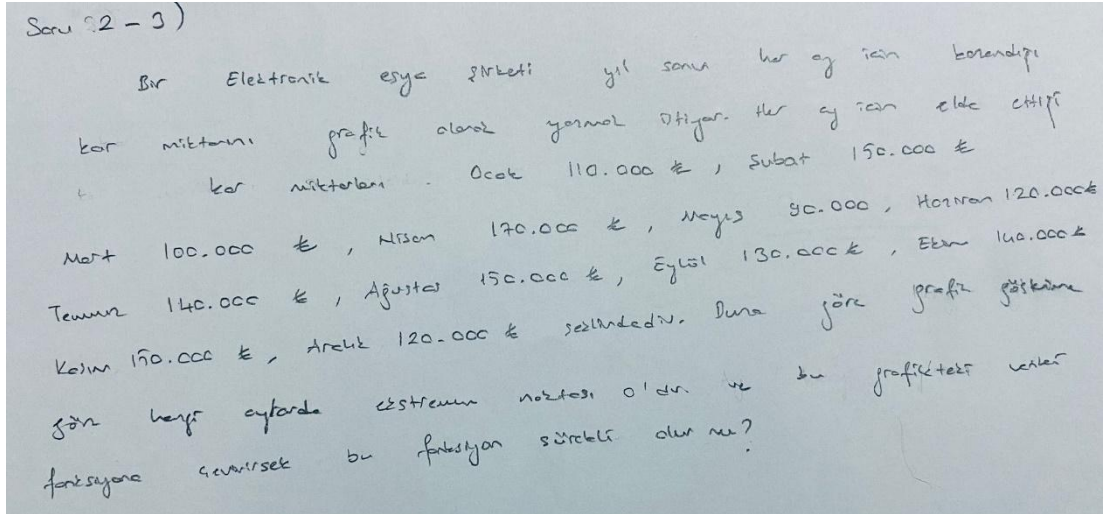 Soru 2-3)
Bir Elektronik eşya şirketi yıl sonu her ay için kazandığı
kar miktarını grafik olarak yazmak istiyor. Her ay için elde ettiği
kar miktarları. Ocak 110.000 ₺, Şubat 150.000 ₺
Mart 100.000 ₺, Nisan 170.000 ₺, Mayıs 90.000, Haziran 120.000₺
Temmuz 140.000 ₺, Ağustos 150.000 ₺, Eylül 130.000₺, Ekim 140.000₺
Kasım 150.000 ₺, Aralık 120.000 ₺ şeklindedir. Buna göre grafik
göre hangi aylarda ekstremum noktası 0'dır. ve bu grafikteki
fonksiyona çevirirsek bu fonksiyon sürekli olur mu?